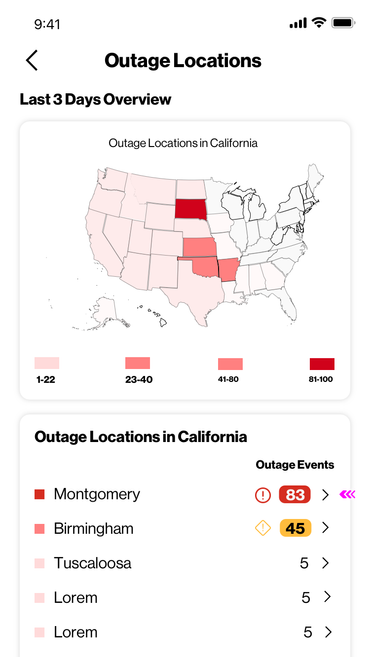 9:41
Outage Locations
Last 3 Days Overview
Outage Locations in California
1-22 23-40 41-80 81-100
Outage Locations in California
Outage Events
Montgomery 83
Birmingham 45
Tuscaloosa 5
Lorem 5
Lorem 5